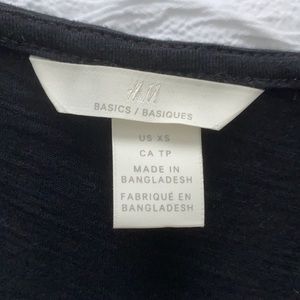 H&M
BASICS / BASIQUES
US XS
CA TP
MADE IN
BANGLADESH
FABRIQUÉ EN
BANGLADESH